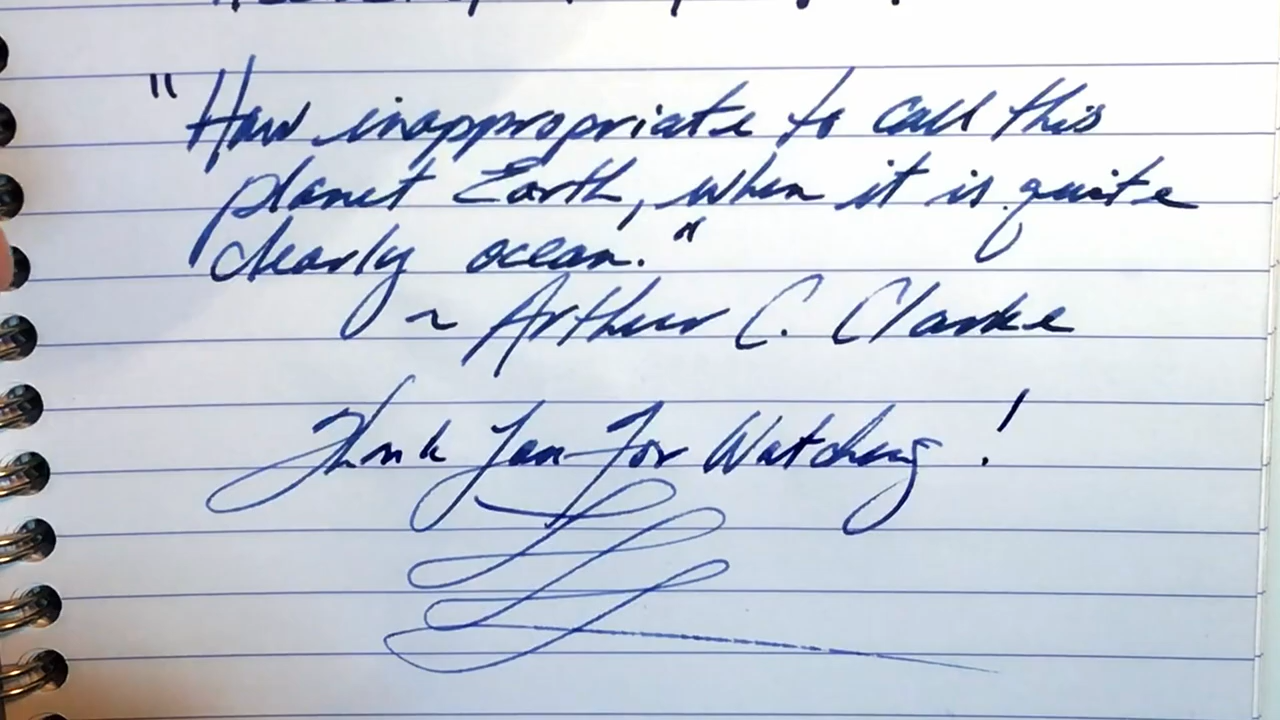 "How inappropriate to call this
planet Earth, when it is quite
clearly ocean."
~ Arthur C. Clarke
Thank You For Watching!